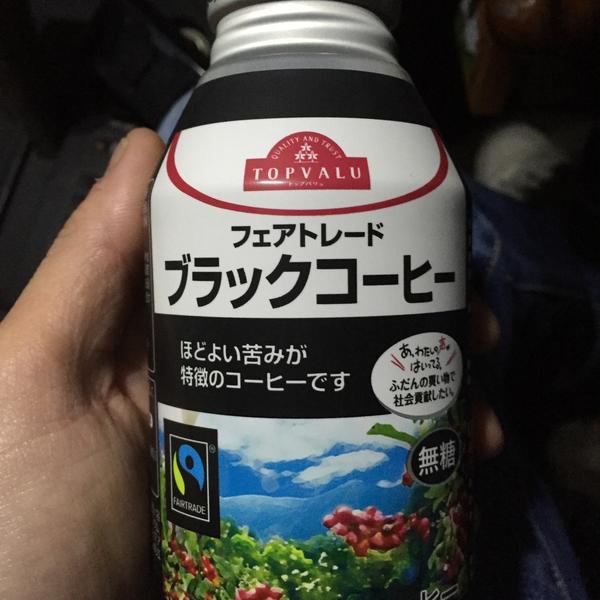 QUALITY AND TRUST
TOPVALU
トップバリュ
フェアトレード
ブラックコーヒー
ほどよい苦みが
特徴のコーヒーです
あ、わたしの声が
はいってる。
ふだんの買い物で
社会貢献したい。
無糖
FAIRTRADE